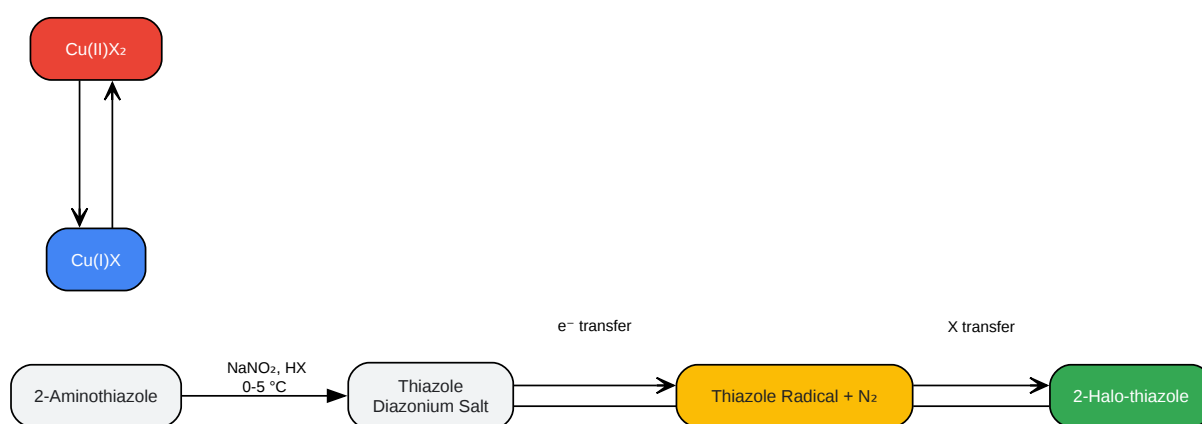 Cu(II)X₂
Cu(I)X
e⁻ transfer
X transfer
2-Aminothiazole
NaNO₂, HX
0-5 °C
Thiazole
Diazonium Salt
Thiazole Radical + N₂
2-Halo-thiazole